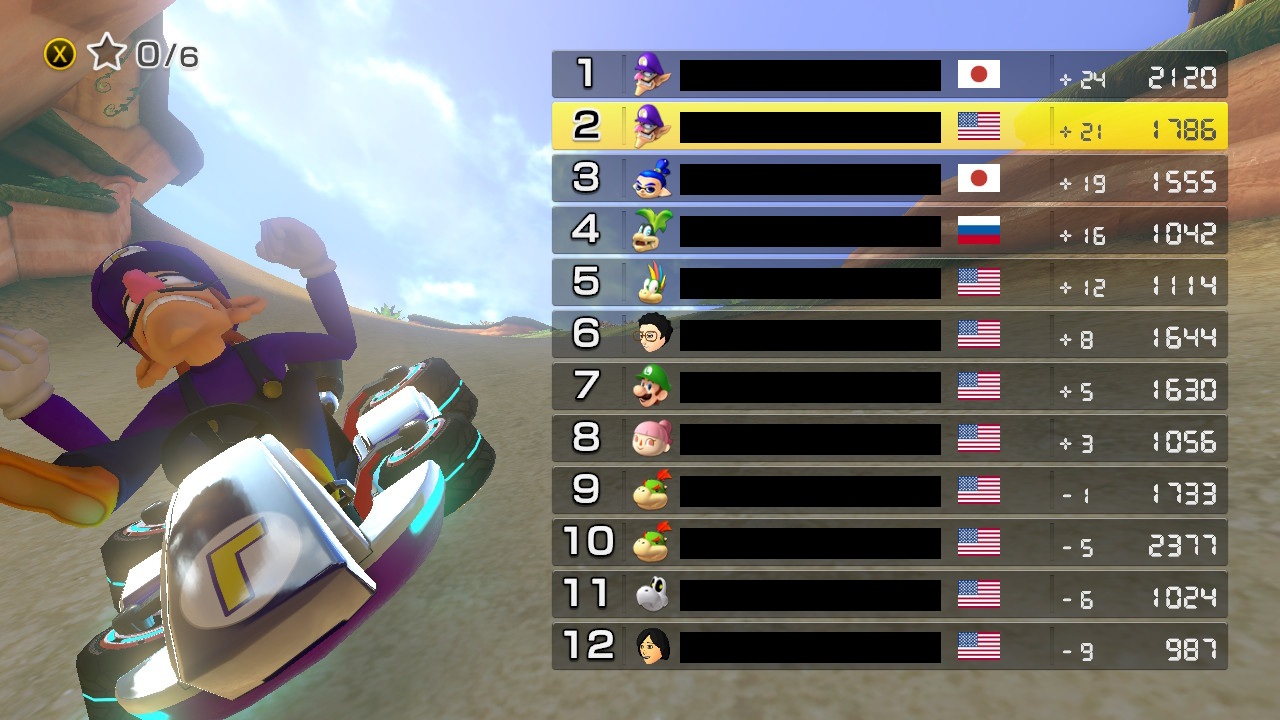 X 0/6
1 + 24 2120
2 + 21 1786
3 + 19 1555
4 + 16 1042
5 + 12 1114
6 + 8 1644
7 + 5 1630
8 + 3 1056
9 - 1 1733
10 - 5 2377
11 - 6 1024
12 - 9 987